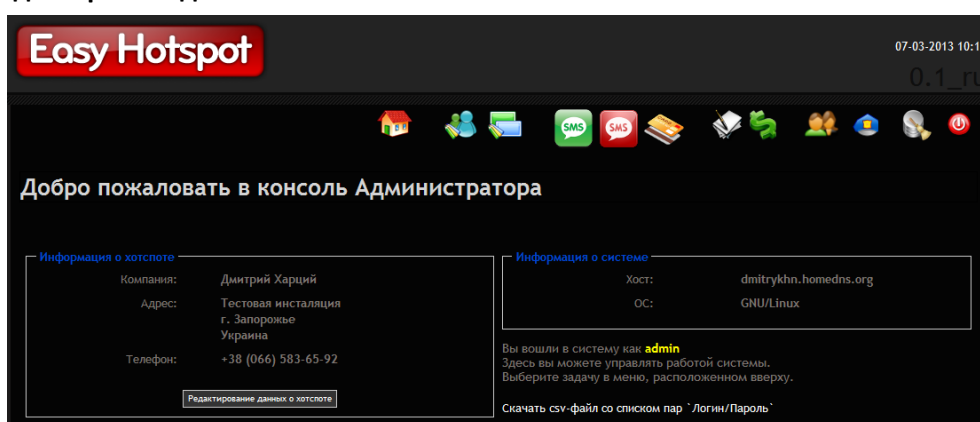 Easy Hotspot
07-03-2013 10:1
0.1_ru
SMS
SMS
Добро пожаловать в консоль Администратора
Информация о хотспоте
Компания: Дмитрий Харций
Адрес: Тестовая инсталяция
г. Запорожье
Украина
Телефон: +38 (066) 583-65-92
Редактирование данных о хотспоте
Информация о системе
Хост: dmitrykhn.homedns.org
ОС: GNU/Linux
Вы вошли в систему как admin
Здесь вы можете управлять работой системы.
Выберите задачу в меню, расположенном вверху.
Скачать csv-файл со списком пар `Логин/Пароль`